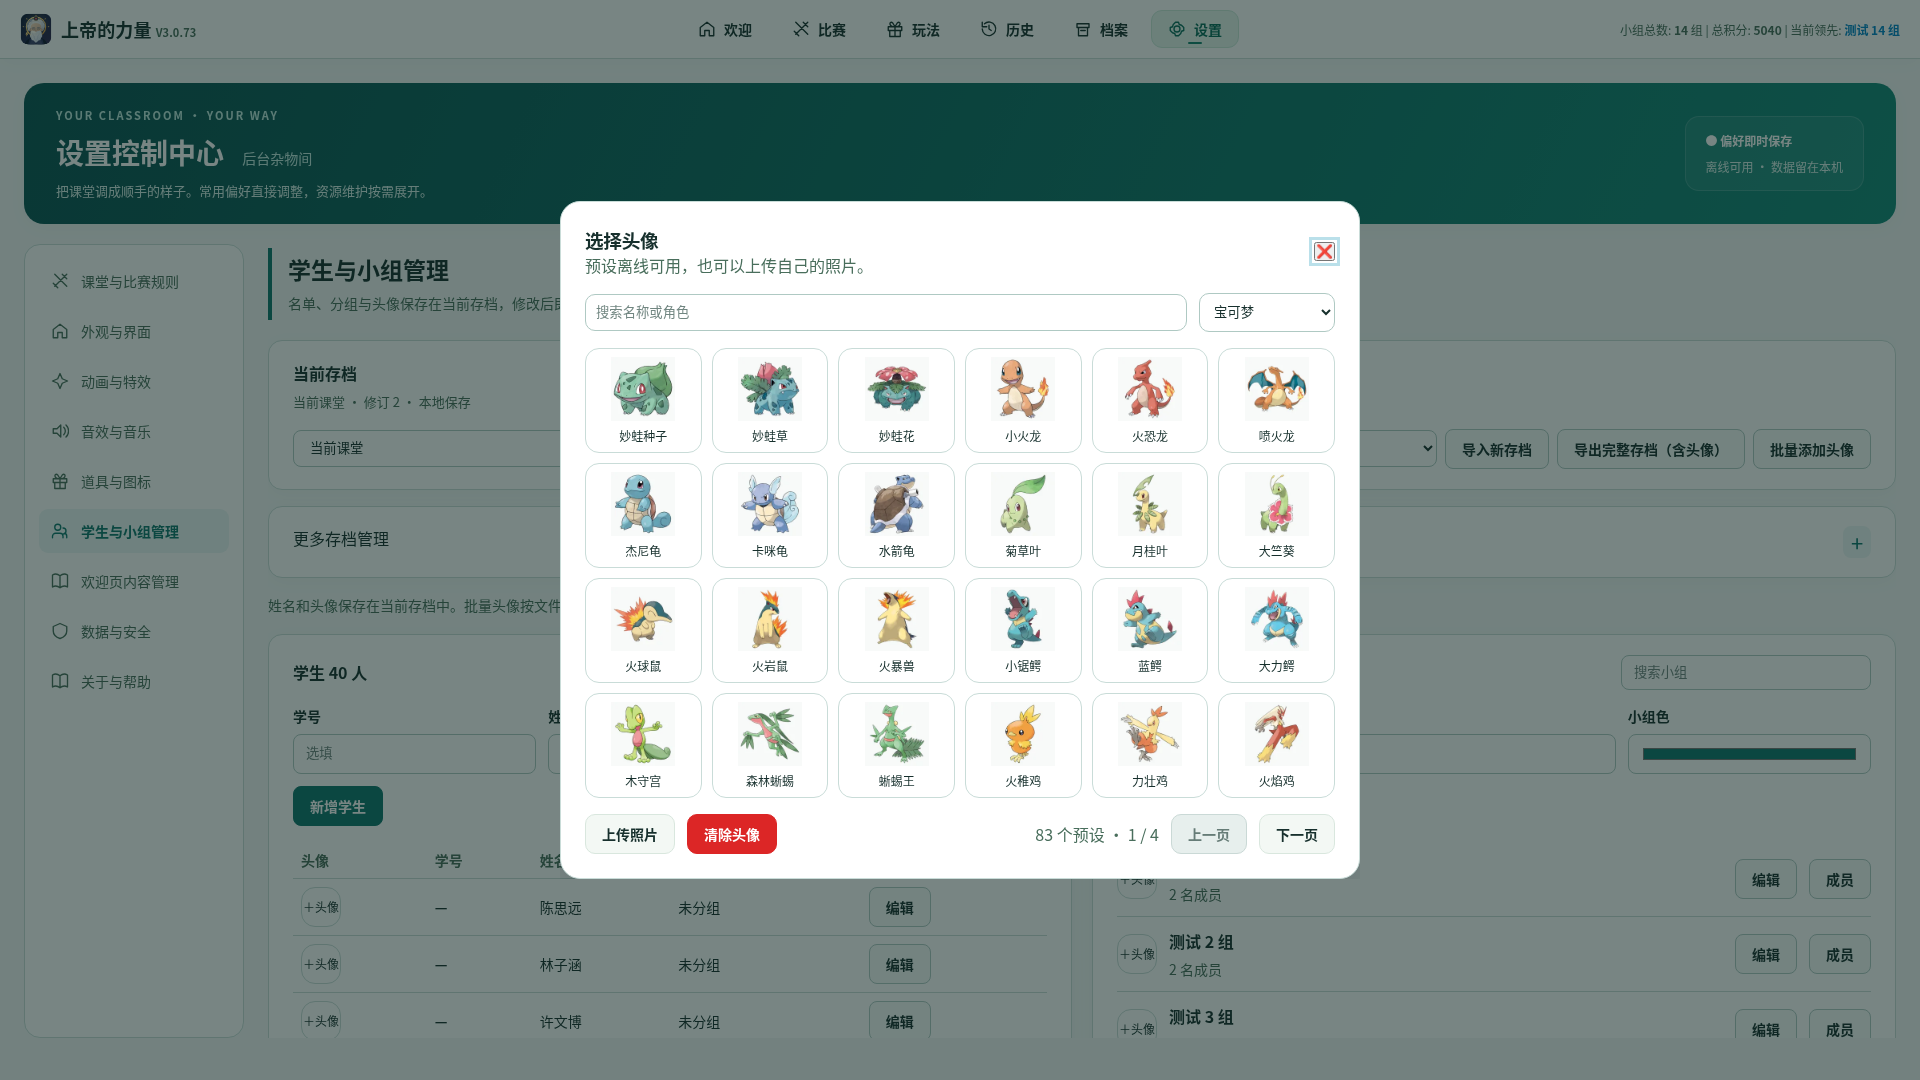 上帝的力量 V3.0.73
欢迎
比赛
玩法
历史
档案
设置
小组总数: 14 组 | 总积分: 5040 | 当前领先: 测试 14 组
YOUR CLASSROOM · YOUR WAY
设置控制中心 后台杂物间
把课堂调成顺手的样子。常用偏好直接调整，资源维护按需展开。
偏好即时保存
离线可用 · 数据留在本机
课堂与比赛规则
外观与界面
动画与特效
音效与音乐
道具与图标
学生与小组管理
欢迎页内容管理
数据与安全
关于与帮助
学生与小组管理
名单、分组与头像保存在当前存档，修改后即
当前存档
当前课堂 · 修订 2 · 本地保存
当前课堂
导入新存档
导出完整存档（含头像）
批量添加头像
更多存档管理
+
姓名和头像保存在当前存档中。批量头像按文件
学生 40 人
搜索小组
学号
小组色
选填
新增学生
头像 学号
＋头像 — 陈思远 未分组 编辑
＋头像 — 林子涵 未分组 编辑
＋头像 — 许文博 未分组 编辑
2 名成员
编辑 成员
＋头像
测试 2 组
2 名成员
编辑 成员
＋头像
测试 3 组
编辑 成员
选择头像
预设离线可用，也可以上传自己的照片。
搜索名称或角色
宝可梦
妙蛙种子 妙蛙草 妙蛙花 小火龙 火恐龙 喷火龙
杰尼龟 卡咪龟 水箭龟 菊草叶 月桂叶 大竺葵
火球鼠 火岩鼠 火暴兽 小锯鳄 蓝鳄 大力鳄
木守宫 森林蜥蜴 蜥蜴王 火稚鸡 力壮鸡 火焰鸡
上传照片
清除头像
83 个预设 · 1 / 4
上一页
下一页